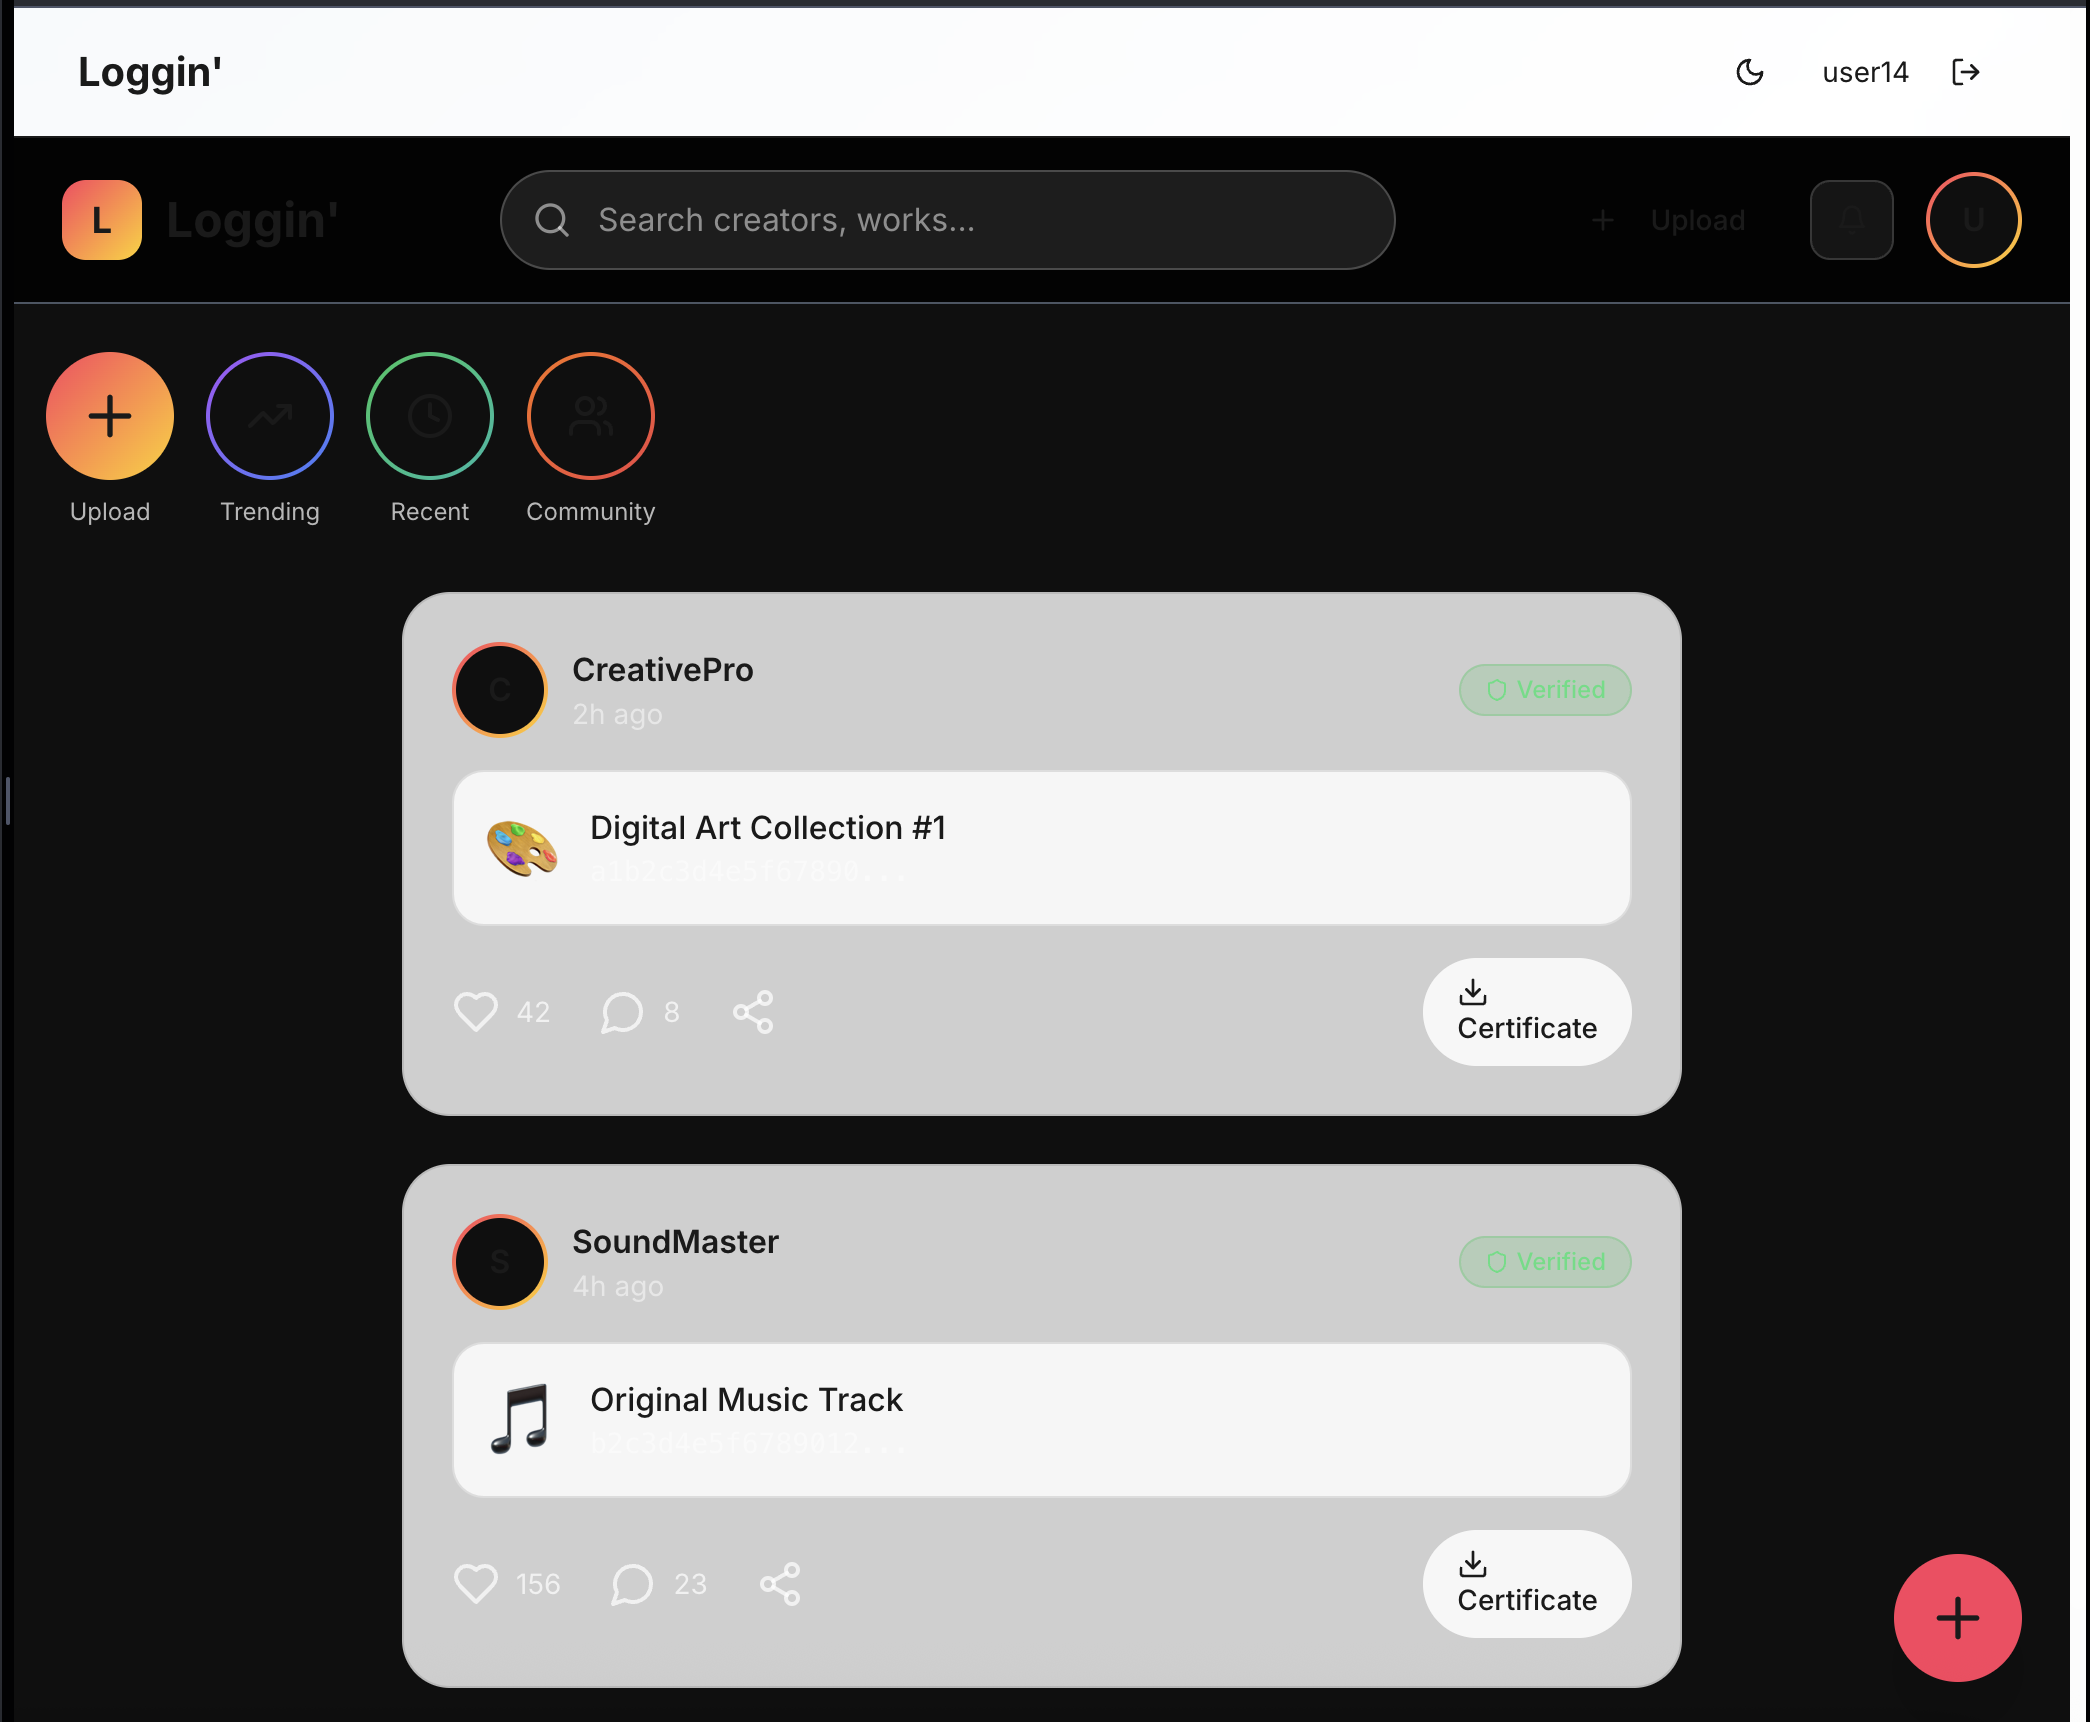 Loggin'
user14
L
Loggin'
Search creators, works...
Upload
U
Upload
Trending
Recent
Community
C
CreativePro
2h ago
Verified
Digital Art Collection #1
a1b2c3d4e5f67890...
42
8
Certificate
S
SoundMaster
4h ago
Verified
Original Music Track
b2c3d4e5f6789012...
156
23
Certificate